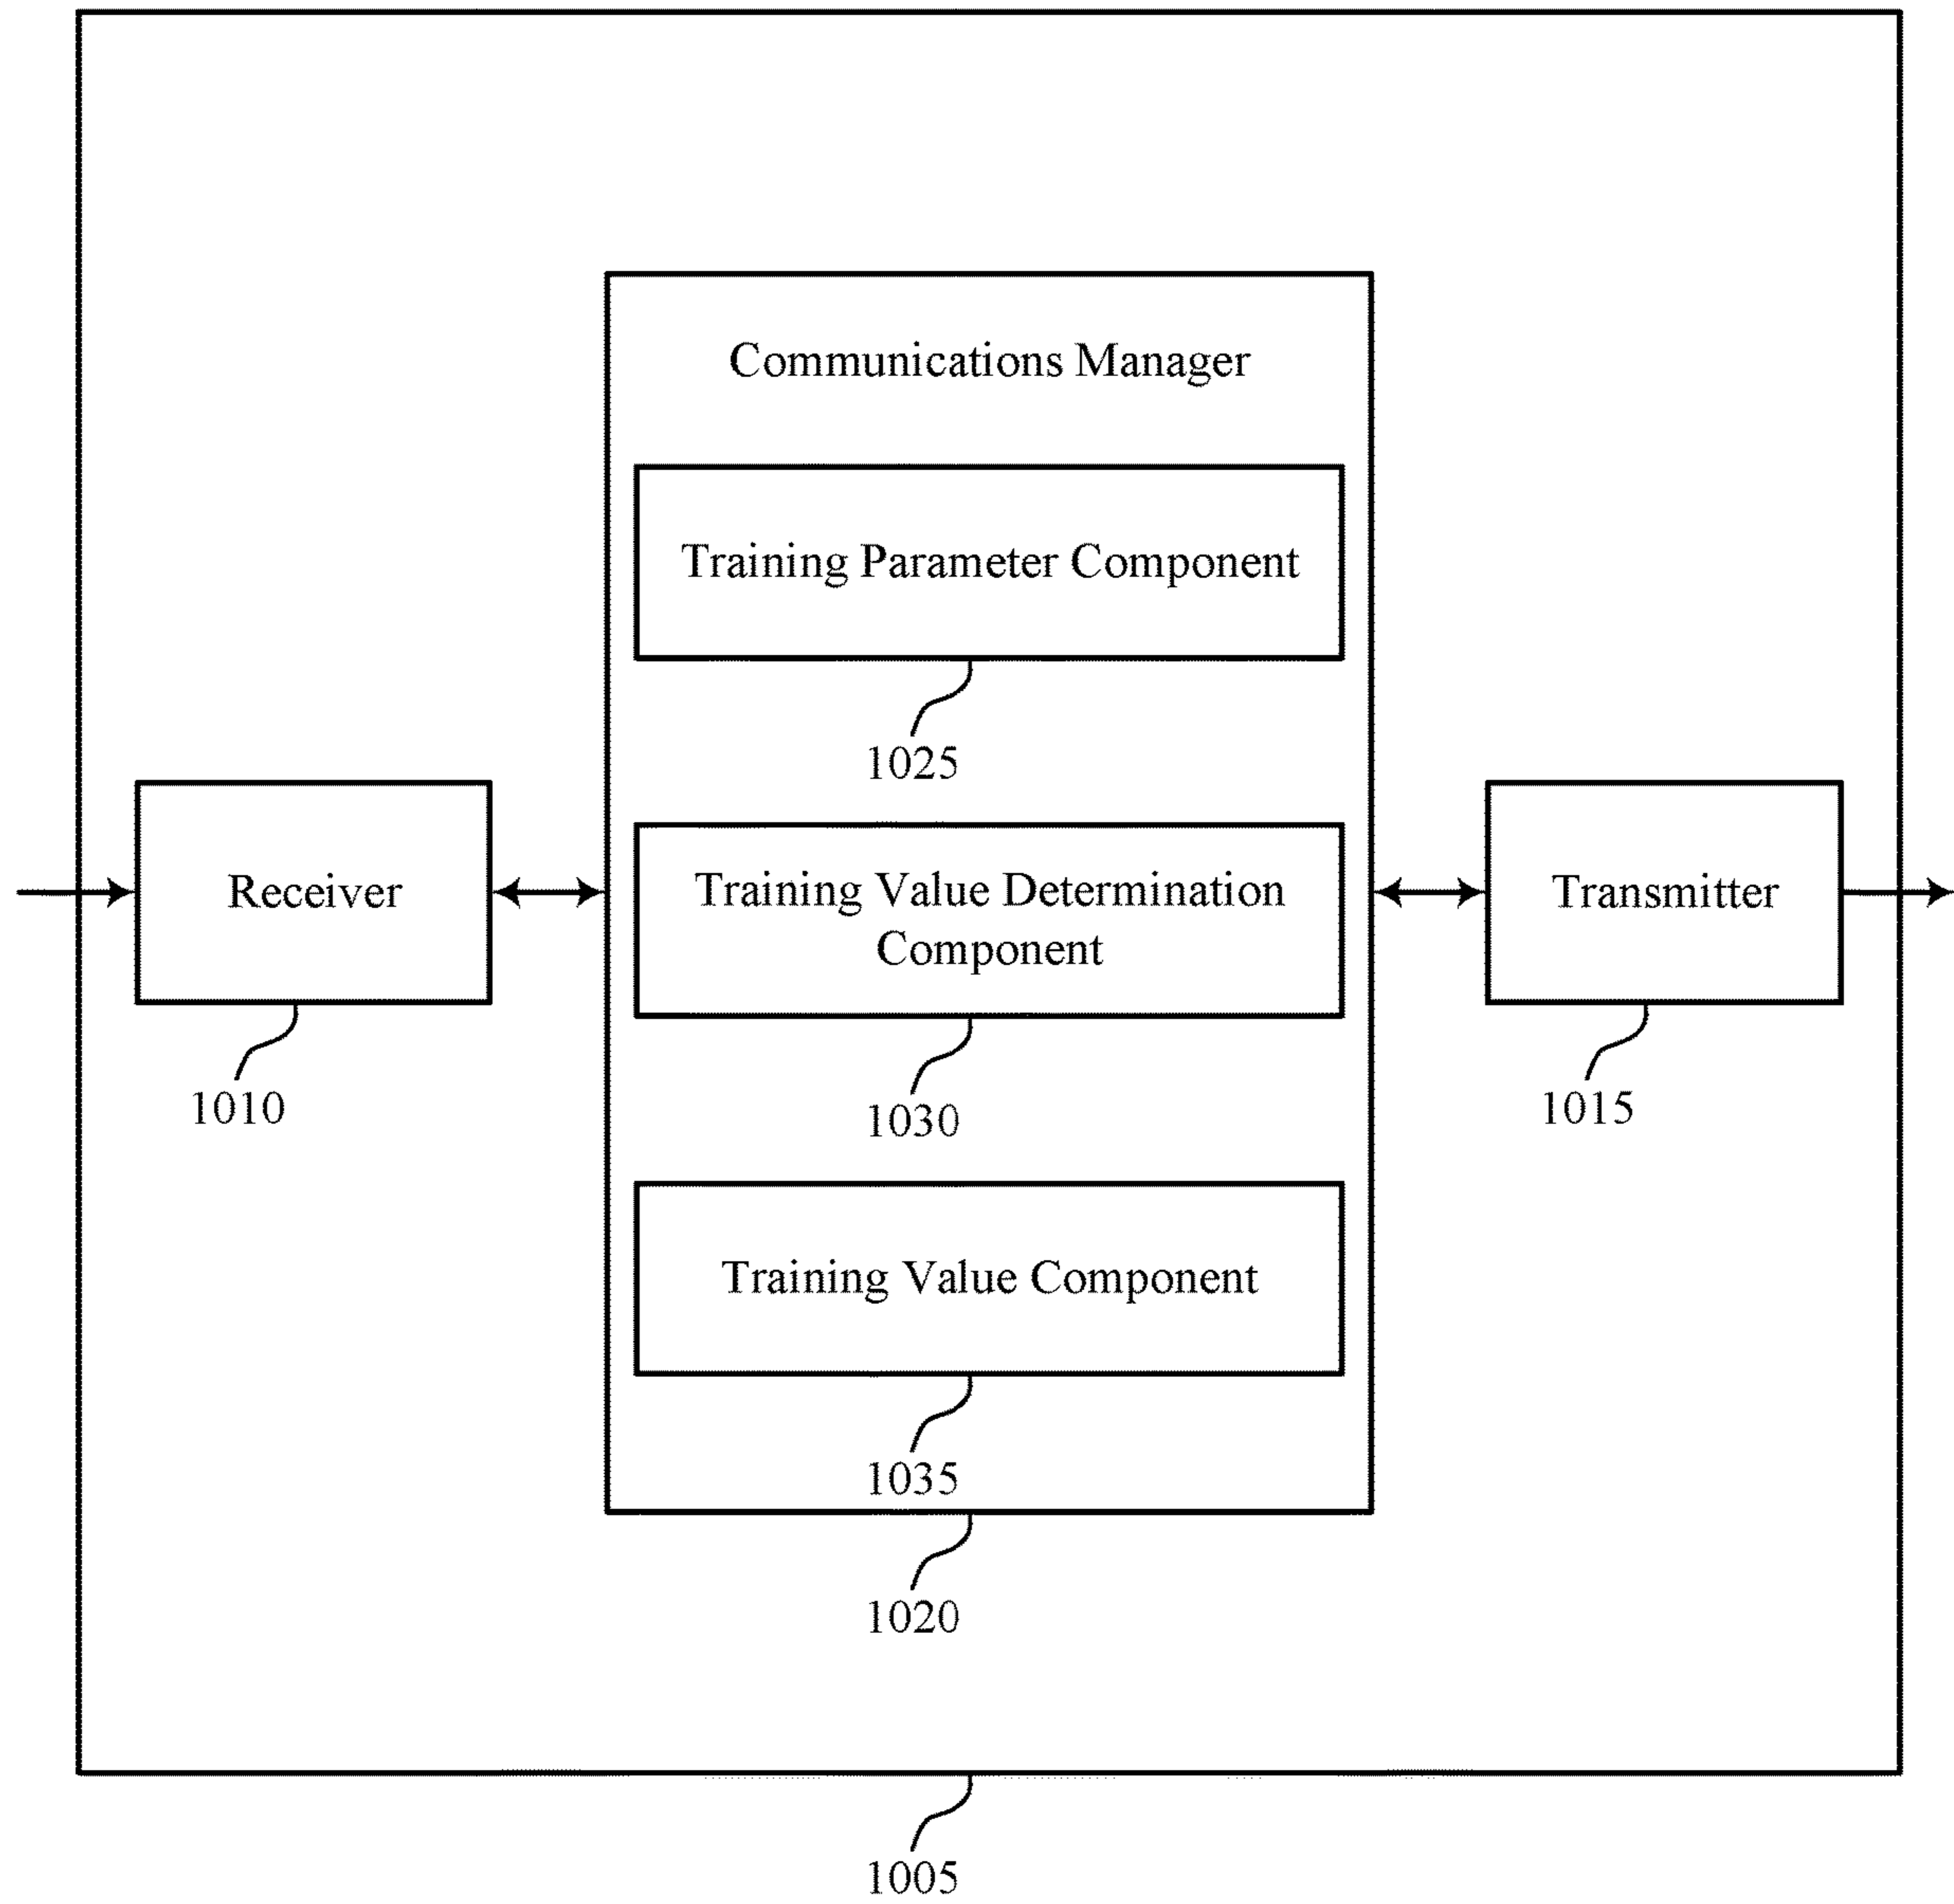 Communications Manager
Training Parameter Component
1025
Receiver
1010
Training Value Determination
Component
1030
Transmitter
1015
Training Value Component
1035
1020
1005